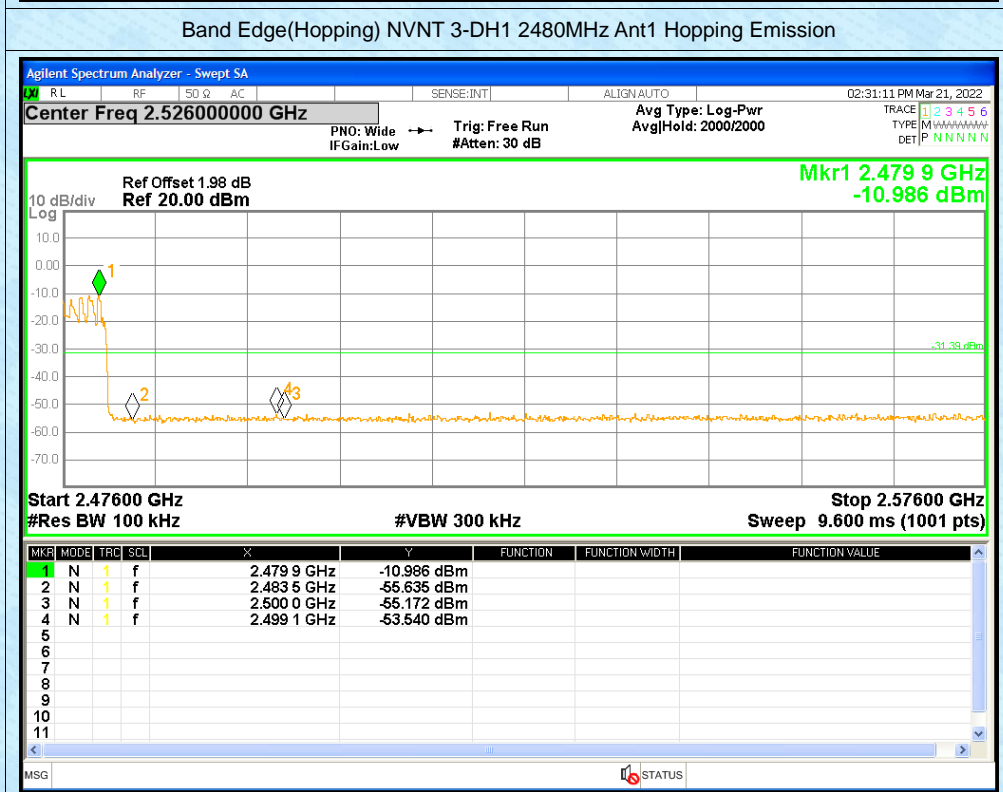 Band Edge(Hopping) NVNT 3-DH1 2480MHz Ant1 Hopping Emission
Agilent Spectrum Analyzer - Swept SA
LXI RL RF 50 Ω AC SENSE:INT ALIGN AUTO 02:31:11 PM Mar 21, 2022
Center Freq 2.526000000 GHz
PNO: Wide
IFGain:Low
Trig: Free Run
#Atten: 30 dB
Avg Type: Log-Pwr
Avg|Hold: 2000/2000
TRACE 1 2 3 4 5 6
TYPE M WWWWW
DET P N N N N N
Ref Offset 1.98 dB
Ref 20.00 dBm
10 dB/div
Log
Mkr1 2.479 9 GHz
-10.986 dBm
10.0
0.00
-10.0
-20.0
-30.0
-40.0
-50.0
-60.0
-70.0
1
2
4
3
-31.39 dBm
Start 2.47600 GHz
Stop 2.57600 GHz
#Res BW 100 kHz
#VBW 300 kHz
Sweep 9.600 ms (1001 pts)
MKR MODE TRC SCL X Y FUNCTION FUNCTION WIDTH FUNCTION VALUE
1 N 1 f 2.479 9 GHz -10.986 dBm
2 N 1 f 2.483 5 GHz -55.635 dBm
3 N 1 f 2.500 0 GHz -55.172 dBm
4 N 1 f 2.499 1 GHz -53.540 dBm
5
6
7
8
9
10
11
MSG
STATUS